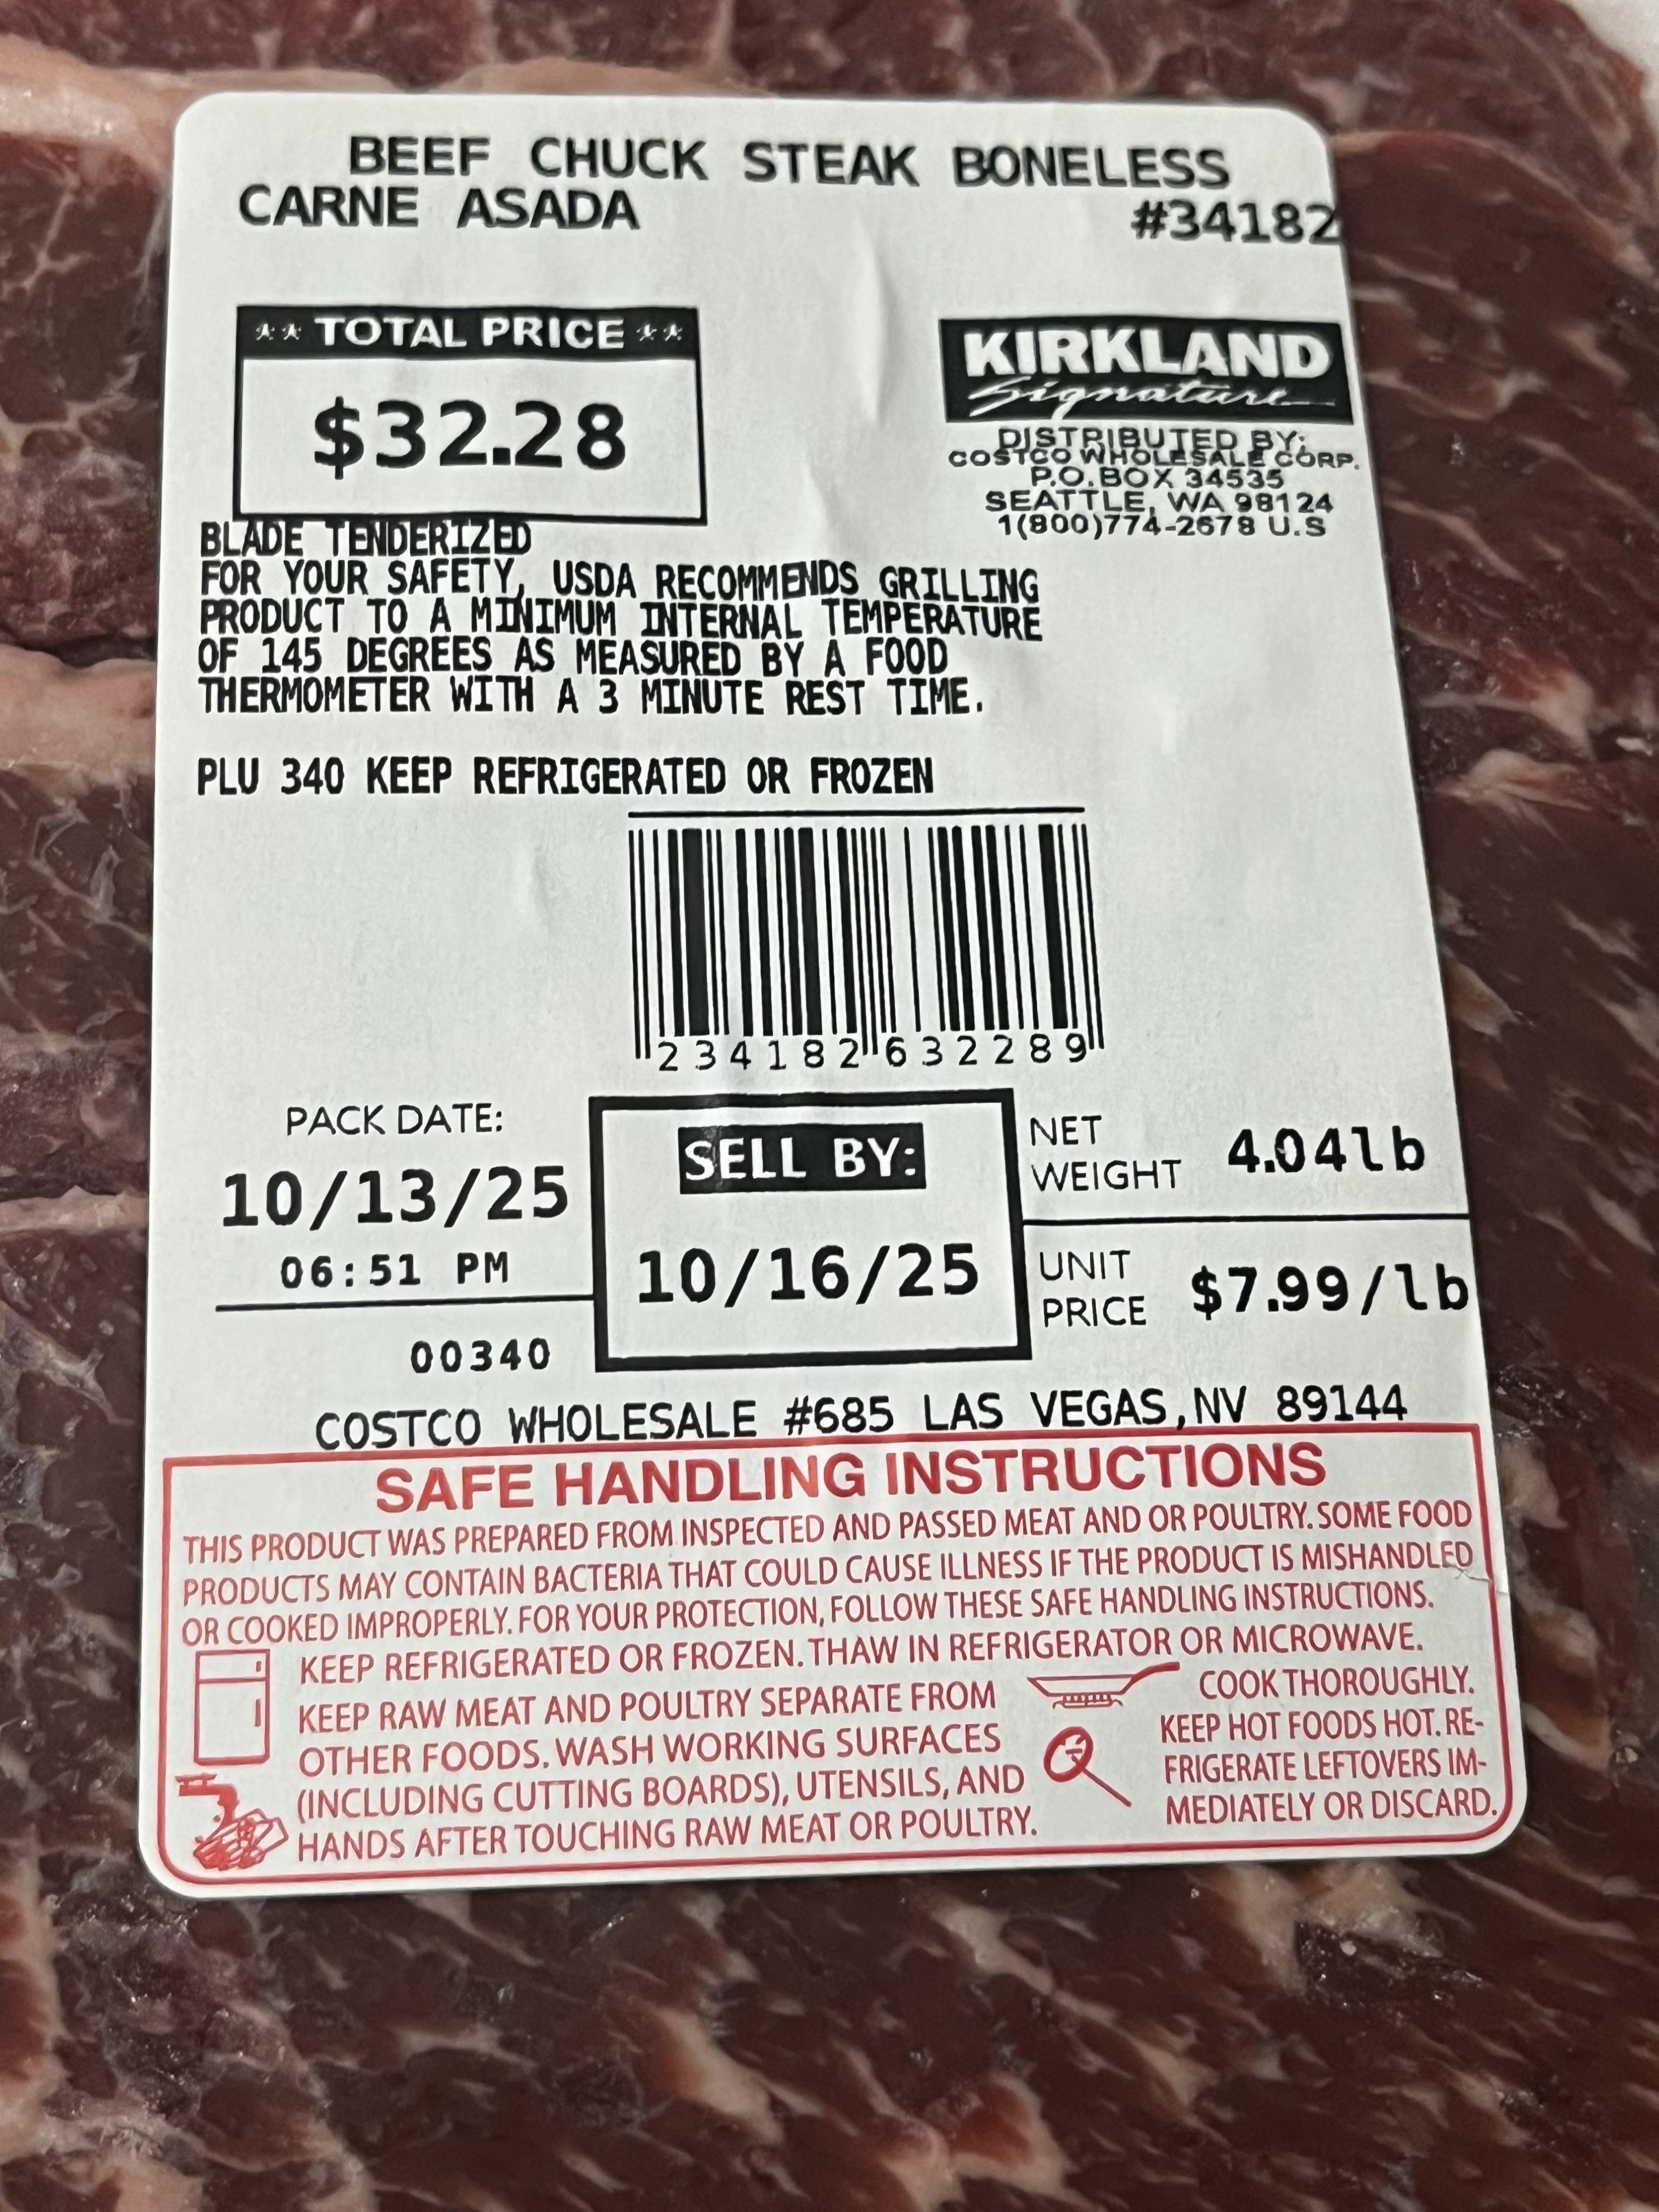 BEEF CHUCK STEAK BONELESS
CARNE ASADA #34182
** TOTAL PRICE **
$32.28
KIRKLAND
Signature
DISTRIBUTED BY:
COSTCO WHOLESALE CORP.
P.O.BOX 34535
SEATTLE, WA 98124
1(800)774-2678 U.S
BLADE TENDERIZED
FOR YOUR SAFETY, USDA RECOMMENDS GRILLING
PRODUCT TO A MINIMUM INTERNAL TEMPERATURE
OF 145 DEGREES AS MEASURED BY A FOOD
THERMOMETER WITH A 3 MINUTE REST TIME.
PLU 340 KEEP REFRIGERATED OR FROZEN
234182 632289
PACK DATE:
10/13/25
06:51 PM
00340
SELL BY:
10/16/25
NET
WEIGHT 4.04lb
UNIT
PRICE $7.99/lb
COSTCO WHOLESALE #685 LAS VEGAS,NV 89144
SAFE HANDLING INSTRUCTIONS
THIS PRODUCT WAS PREPARED FROM INSPECTED AND PASSED MEAT AND OR POULTRY. SOME FOOD
PRODUCTS MAY CONTAIN BACTERIA THAT COULD CAUSE ILLNESS IF THE PRODUCT IS MISHANDLED
OR COOKED IMPROPERLY. FOR YOUR PROTECTION, FOLLOW THESE SAFE HANDLING INSTRUCTIONS.
KEEP REFRIGERATED OR FROZEN. THAW IN REFRIGERATOR OR MICROWAVE.
KEEP RAW MEAT AND POULTRY SEPARATE FROM
OTHER FOODS. WASH WORKING SURFACES
(INCLUDING CUTTING BOARDS), UTENSILS, AND
HANDS AFTER TOUCHING RAW MEAT OR POULTRY.
COOK THOROUGHLY.
KEEP HOT FOODS HOT. RE-
FRIGERATE LEFTOVERS IM-
MEDIATELY OR DISCARD.